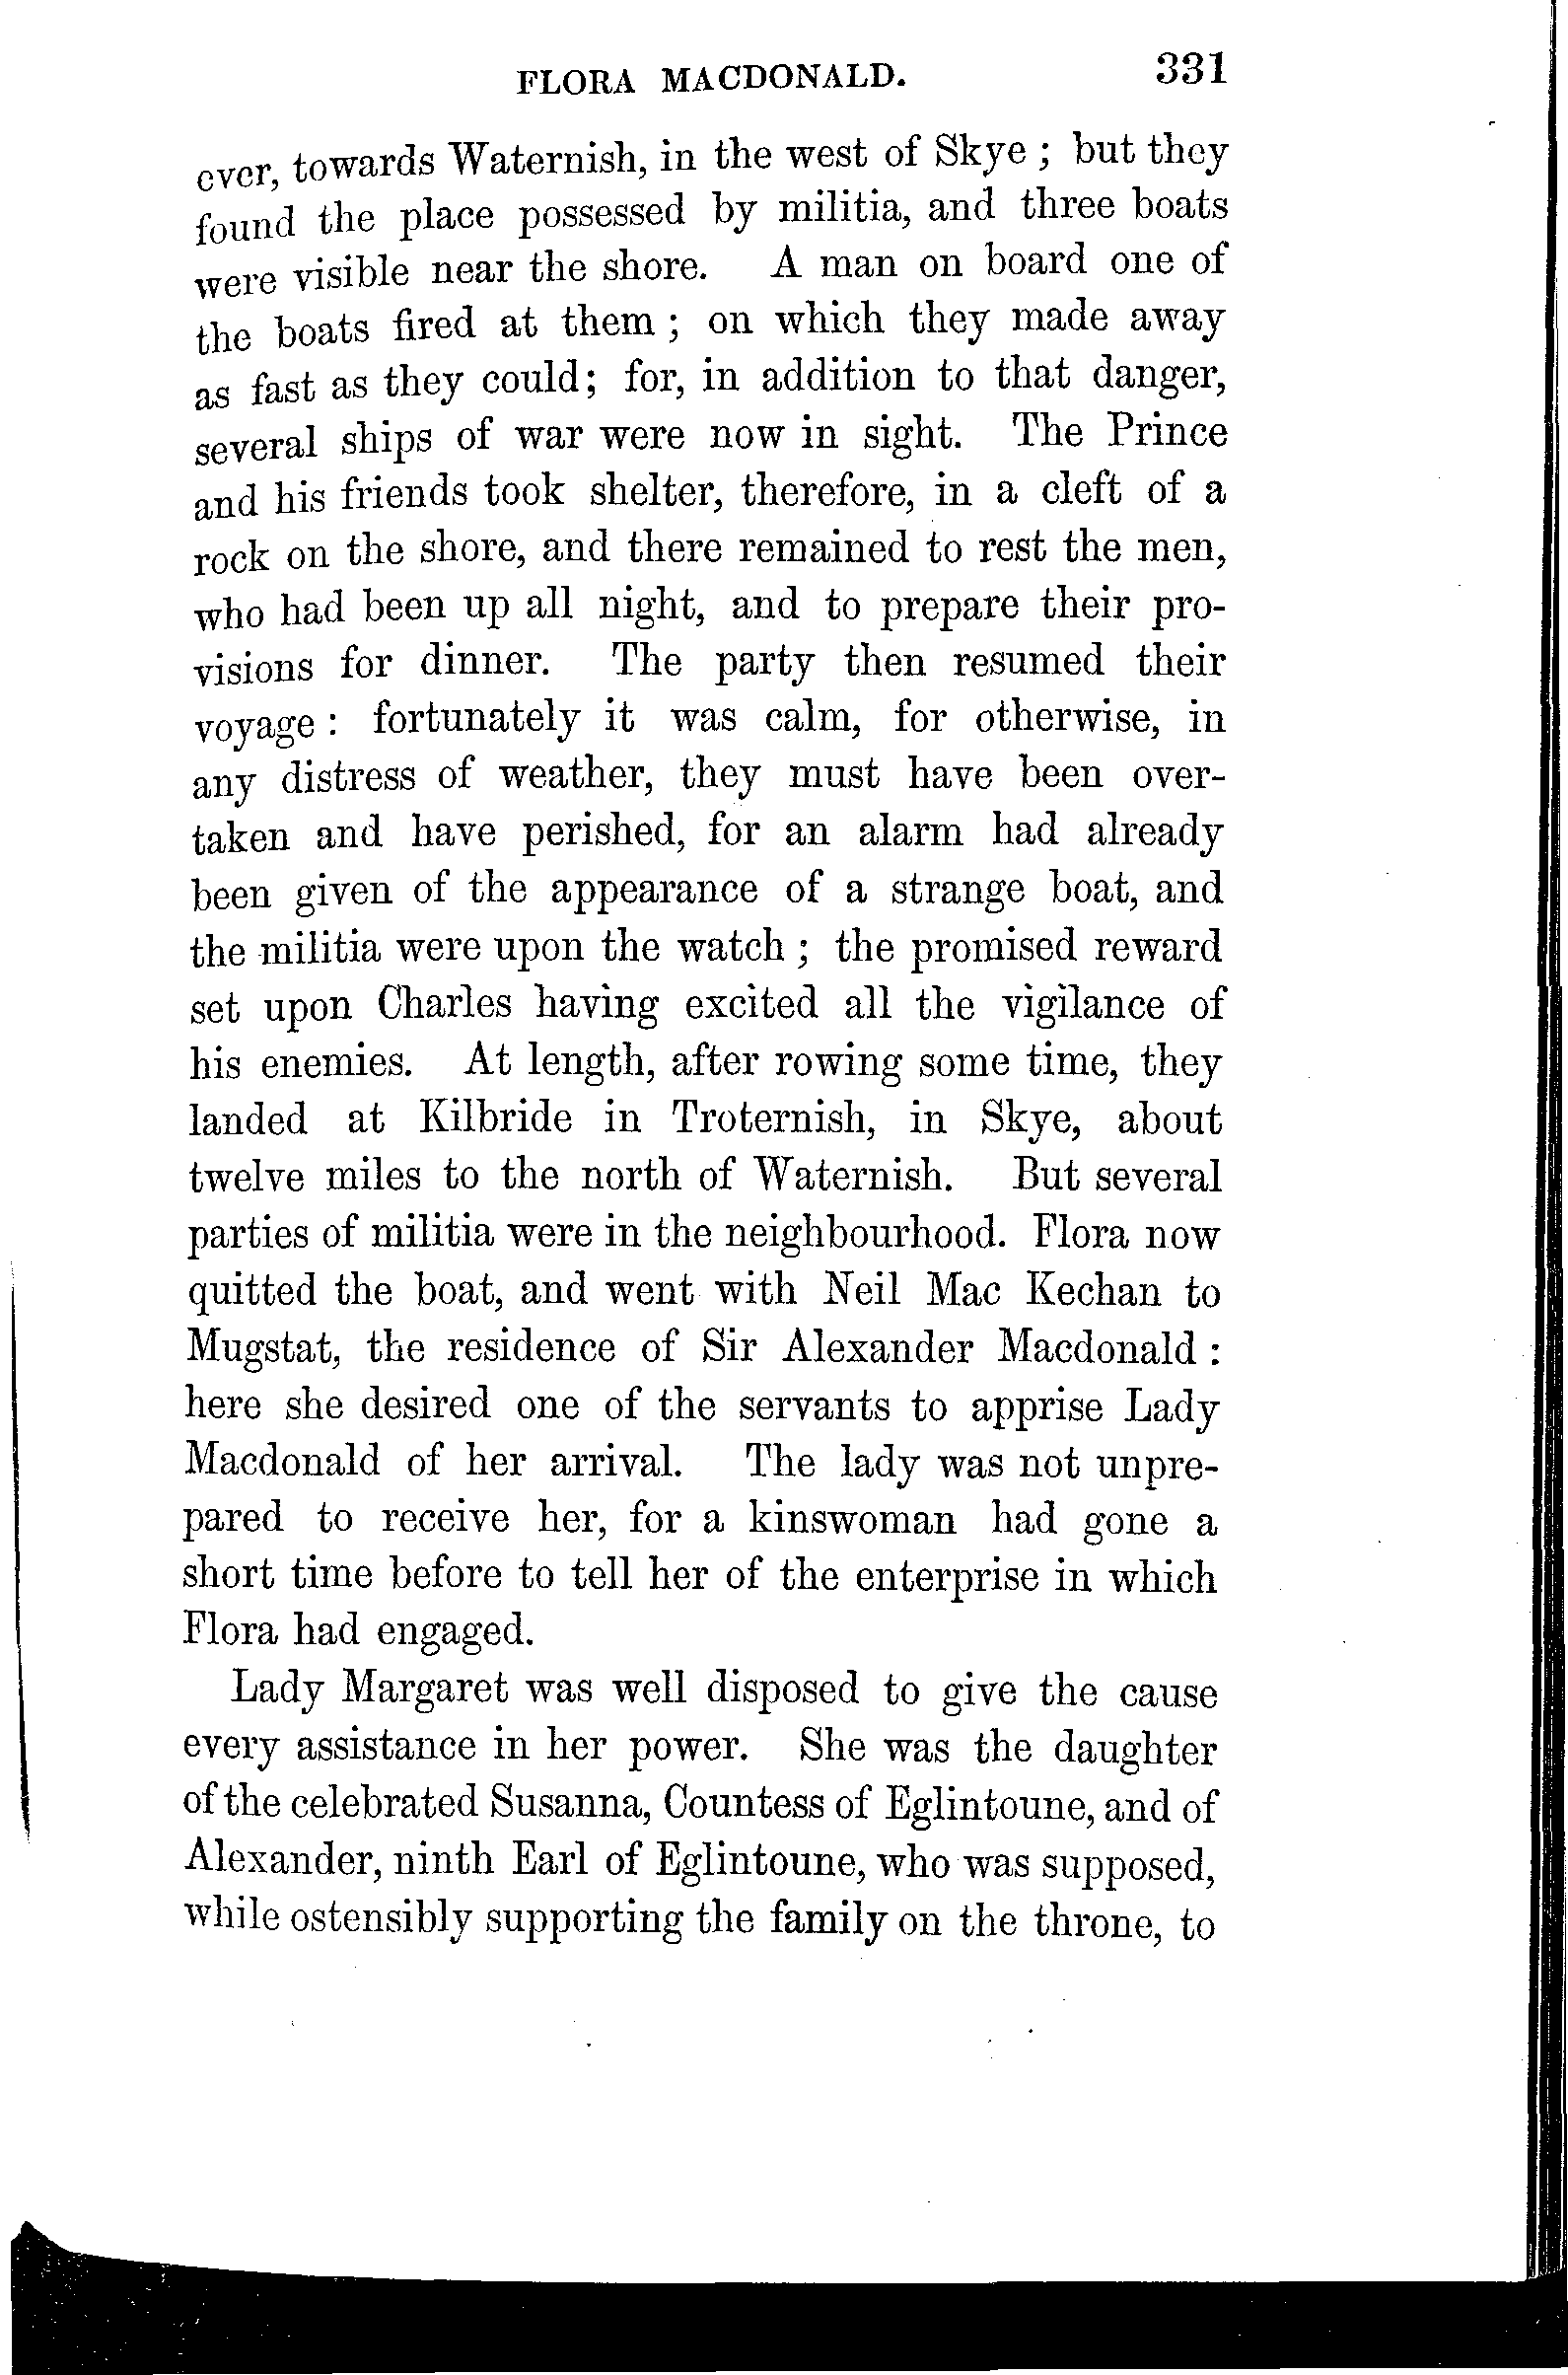 FLORA MACDONALD. 331
ever, towards Waternish, in the west of Skye ; but they
found the place possessed by militia, and three boats
were visible near the shore. A man on board one of
the boats fired at them ; on which they made away
as fast as they could; for, in addition to that danger,
several ships of war were now in sight. The Prince
and his friends took shelter, therefore, in a cleft of a
rock on the shore, and there remained to rest the men,
who had been up all night, and to prepare their pro-
visions for dinner. The party then resumed their
voyage : fortunately it was calm, for otherwise, in
any distress of weather, they must have been over-
taken and have perished, for an alarm had already
been given of the appearance of a strange boat, and
the militia were upon the watch ; the promised reward
set upon Charles having excited all the vigilance of
his enemies. At length, after rowing some time, they
landed at Kilbride in Troternish, in Skye, about
twelve miles to the north of Waternish. But several
parties of militia were in the neighbourhood. Flora now
quitted the boat, and went with Neil Mac Kechan to
Mugstat, the residence of Sir Alexander Macdonald :
here she desired one of the servants to apprise Lady
Macdonald of her arrival. The lady was not unpre-
pared to receive her, for a kinswoman had gone a
short time before to tell her of the enterprise in which
Flora had engaged.
Lady Margaret was well disposed to give the cause
every assistance in her power. She was the daughter
of the celebrated Susanna, Countess of Eglintoune, and of
Alexander, ninth Earl of Eglintoune, who was supposed,
while ostensibly supporting the family on the throne, to